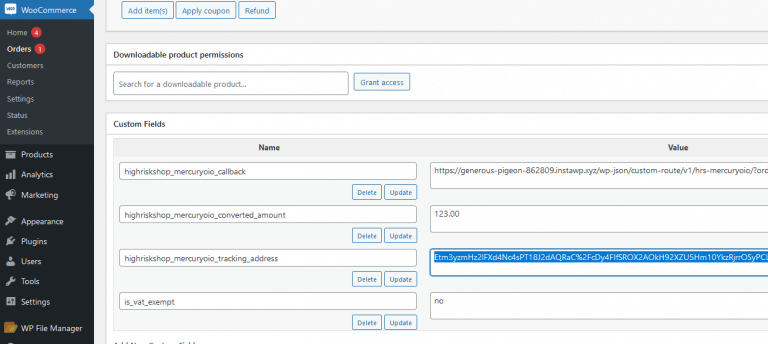 WooCommerce
Add item(s) Apply coupon Refund
Home 4
Orders 1
Customers
Reports
Settings
Status
Extensions
Products
Analytics
Marketing
Appearance
Plugins
Users
Tools
Settings
WP File Manager
Downloadable product permissions
Search for a downloadable product... Grant access
Custom Fields
Name Value
highriskshop_mercuryoio_callback https://generous-pigeon-862809.instawp.xyz/wp-json/custom-route/v1/hrs-mercuryoio/?ord
Delete Update
highriskshop_mercuryoio_converted_amount 123.00
Delete Update
highriskshop_mercuryoio_tracking_address
Delete Update
is_vat_exempt no
Delete Update